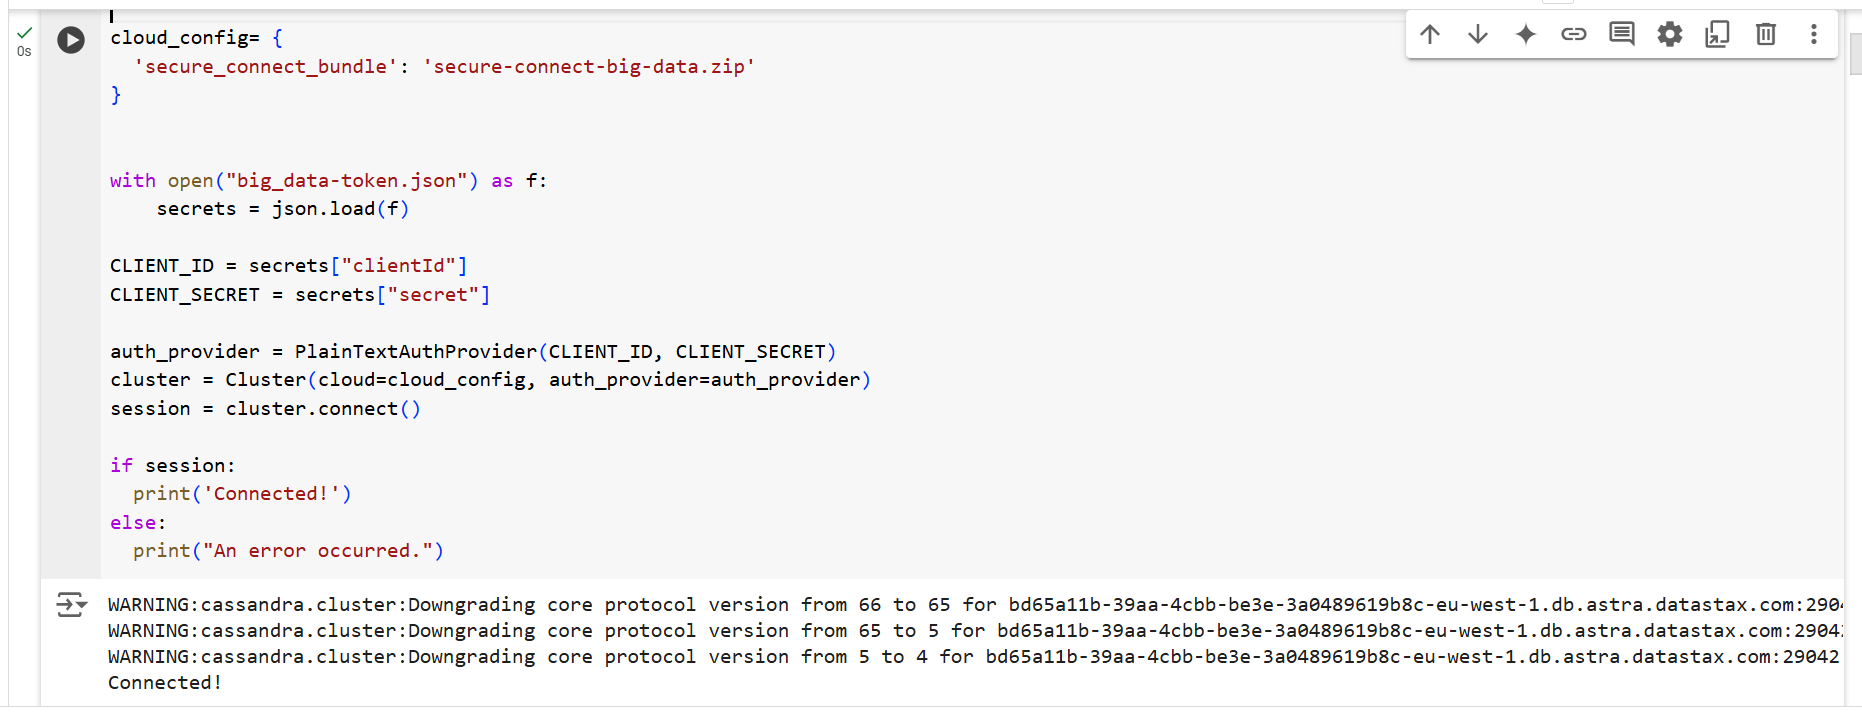 0s
cloud_config= {
  'secure_connect_bundle': 'secure-connect-big-data.zip'
}
with open("big_data-token.json") as f:
    secrets = json.load(f)
CLIENT_ID = secrets["clientId"]
CLIENT_SECRET = secrets["secret"]
auth_provider = PlainTextAuthProvider(CLIENT_ID, CLIENT_SECRET)
cluster = Cluster(cloud=cloud_config, auth_provider=auth_provider)
session = cluster.connect()
if session:
  print('Connected!')
else:
  print("An error occurred.")
WARNING:cassandra.cluster:Downgrading core protocol version from 66 to 65 for bd65a11b-39aa-4cbb-be3e-3a0489619b8c-eu-west-1.db.astra.datastax.com:2904
WARNING:cassandra.cluster:Downgrading core protocol version from 65 to 5 for bd65a11b-39aa-4cbb-be3e-3a0489619b8c-eu-west-1.db.astra.datastax.com:29042
WARNING:cassandra.cluster:Downgrading core protocol version from 5 to 4 for bd65a11b-39aa-4cbb-be3e-3a0489619b8c-eu-west-1.db.astra.datastax.com:29042
Connected!